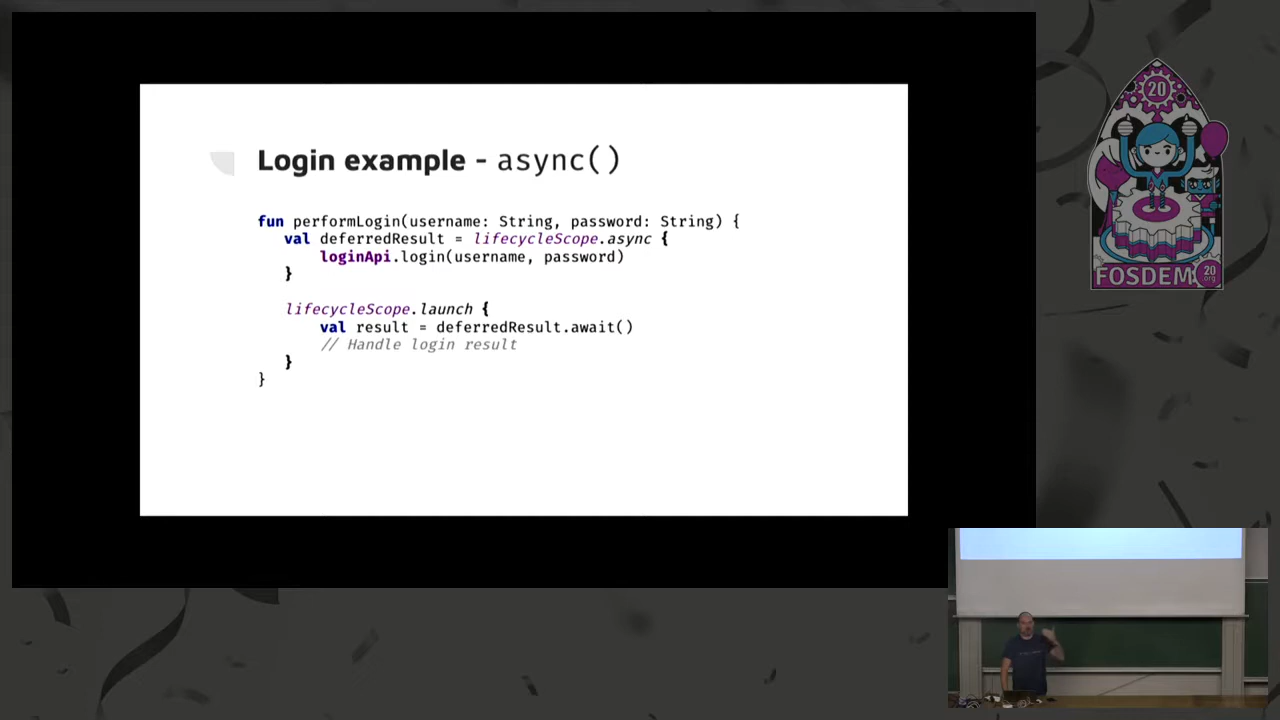 Login example - async()
fun performLogin(username: String, password: String) {
val deferredResult = lifecycleScope.async {
loginApi.login(username, password)
}
lifecycleScope.launch {
val result = deferredResult.await()
// Handle login result
}
}
20
FOSDEM
20
.org